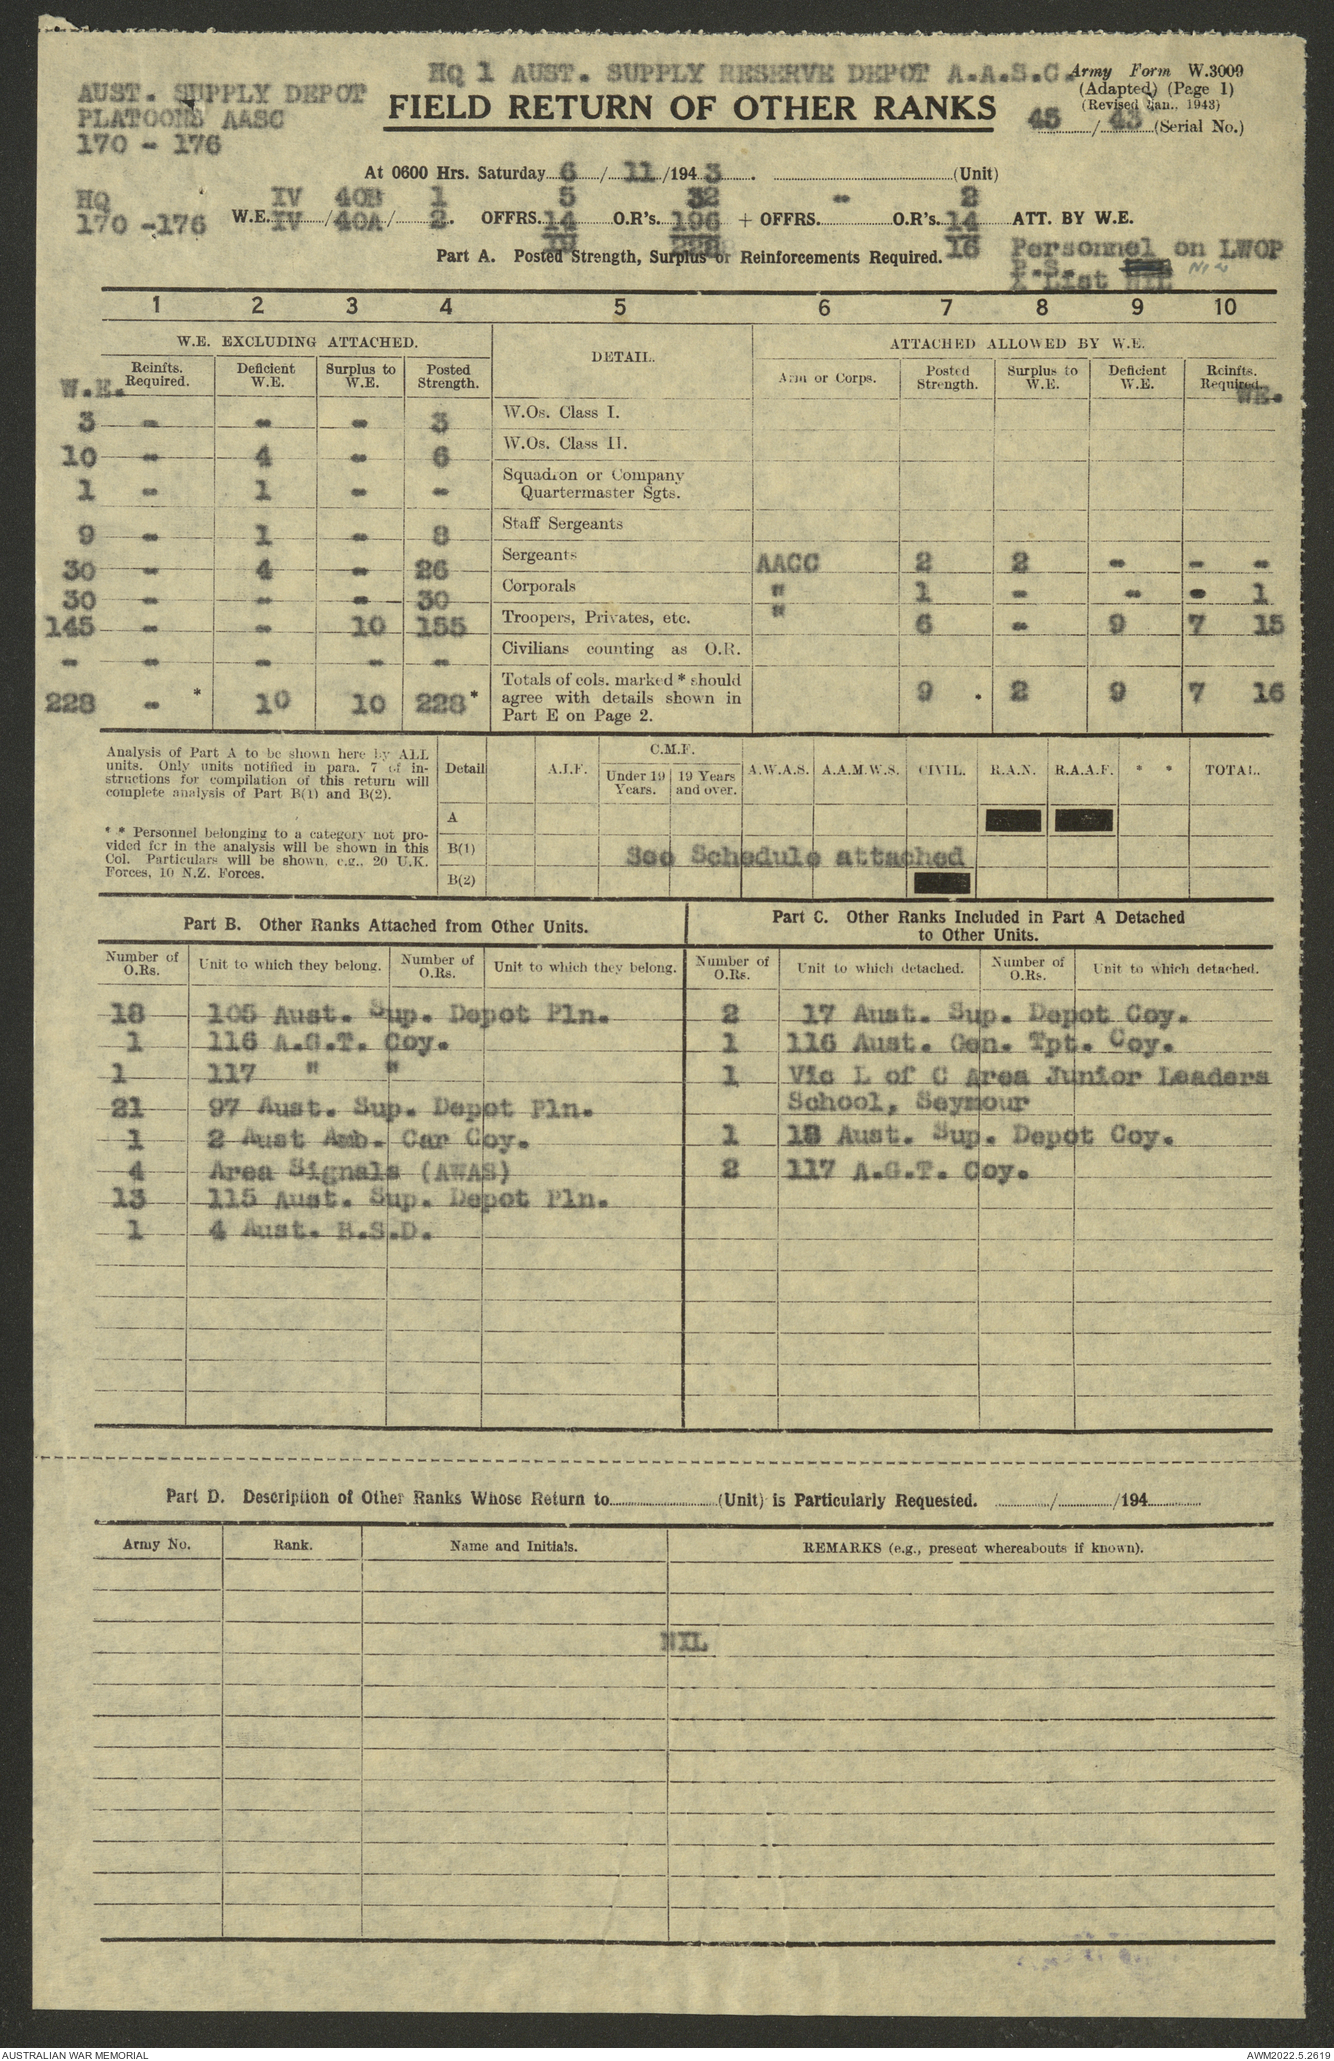 HQ 1 AUST. SUPPLY RESERVE DEPOT A.A.S.C.
Army Form W.3009
(Adapted) (Page 1)
(Revised Jan., 1943)
45 / 43 (Serial No.)
AUST. SUPPLY DEPOT
PLATOONS AASC
170 - 176
FIELD RETURN OF OTHER RANKS
At 0600 Hrs. Saturday 6 / 11 /194 3 . (Unit)
HQ IV 40B 1 5 32 - 2
170 -176 W.E. IV / 40A / 2 . OFFRS. 14 O.R's. 196 + OFFRS. O.R's. 14 ATT. BY W.E.
19 228 16
Part A. Posted Strength, Surplus or Reinforcements Required.
Personnel on LWOP
P.S. Nil
X List NIL
1 2 3 4 5 6 7 8 9 10
W.E. EXCLUDING ATTACHED. DETAIL. ATTACHED ALLOWED BY W.E.
W.E. Reinfts. Required. Deficient W.E. Surplus to W.E. Posted Strength. Arm or Corps. Posted Strength. Surplus to W.E. Deficient W.E. Reinfts. Required. WE.
3 - - - 3 W.Os. Class I.
10 - 4 - 6 W.Os. Class II.
1 - 1 - - Squadron or Company Quartermaster Sgts.
9 - 1 - 8 Staff Sergeants
30 - 4 - 26 Sergeants AACC 2 2 - - -
30 - - - 30 Corporals " 1 - - - 1
145 - - 10 155 Troopers, Privates, etc. " 6 - 9 7 15
- - - - - Civilians counting as O.R.
228 - * 10 10 228 * Totals of cols. marked * should agree with details shown in Part E on Page 2. 9 . 2 9 7 16
Analysis of Part A to be shown here by ALL
units. Only units notified in para. 7 of in-
structions for compilation of this return will
complete analysis of Part B(1) and B(2).
* * Personnel belonging to a category not pro-
vided for in the analysis will be shown in this
Col. Particulars will be shown, e.g., 20 U.K.
Forces, 10 N.Z. Forces.
Detail A.I.F. C.M.F. Under 19 Years. 19 Years and over. A.W.A.S. A.A.M.W.S. CIVIL. R.A.N. R.A.A.F. * * TOTAL.
A
B(1)
See Schedule attached
B(2)
Part B. Other Ranks Attached from Other Units.
Part C. Other Ranks Included in Part A Detached
to Other Units.
Number of O.Rs. Unit to which they belong. Number of O.Rs. Unit to which they belong. Number of O.Rs. Unit to which detached. Number of O.Rs. Unit to which detached.
18 105 Aust. Sup. Depot Pln. 2 17 Aust. Sup. Depot Coy.
1 116 A.G.T. Coy. 1 116 Aust. Gen. Tpt. Coy.
1 117 " " 1 Vic L of C Area Junior Leaders
21 97 Aust. Sup. Depot Pln. School, Seymour
1 2 Aust Amb. Car Coy. 1 18 Aust. Sup. Depot Coy.
4 Area Signals (AWAS) 2 117 A.G.T. Coy.
13 115 Aust. Sup. Depot Pln.
1 4 Aust. B.S.D.
Part D. Description of Other Ranks Whose Return to (Unit) is Particularly Requested. / /194
Army No. Rank. Name and Initials. REMARKS (e.g., present whereabouts if known).
NIL
AUSTRALIAN WAR MEMORIAL AWM2022.5.2619